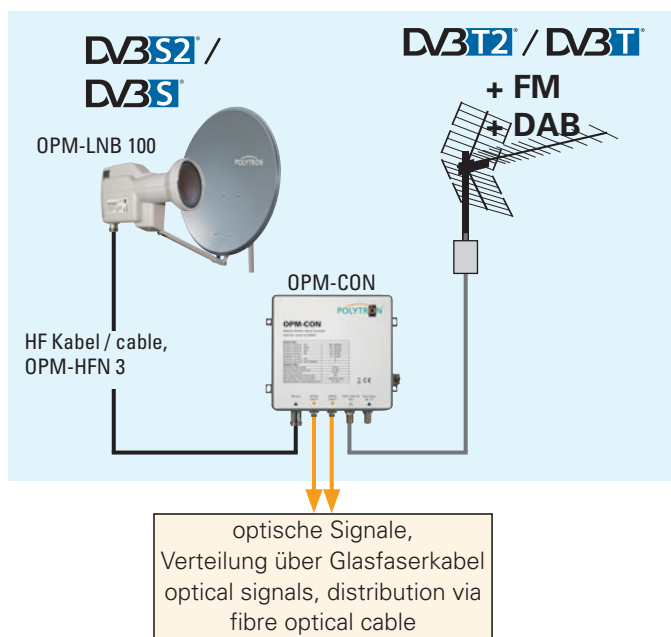 DVB S2® /
DVB S®
DVB T2® / DVB T®
+ FM
+ DAB
OPM-LNB 100
POLYTRON
OPM-CON
POLYTRON
OPM-CON
HF Kabel / cable,
OPM-HFN 3
optische Signale,
Verteilung über Glasfaserkabel
optical signals, distribution via
fibre optical cable